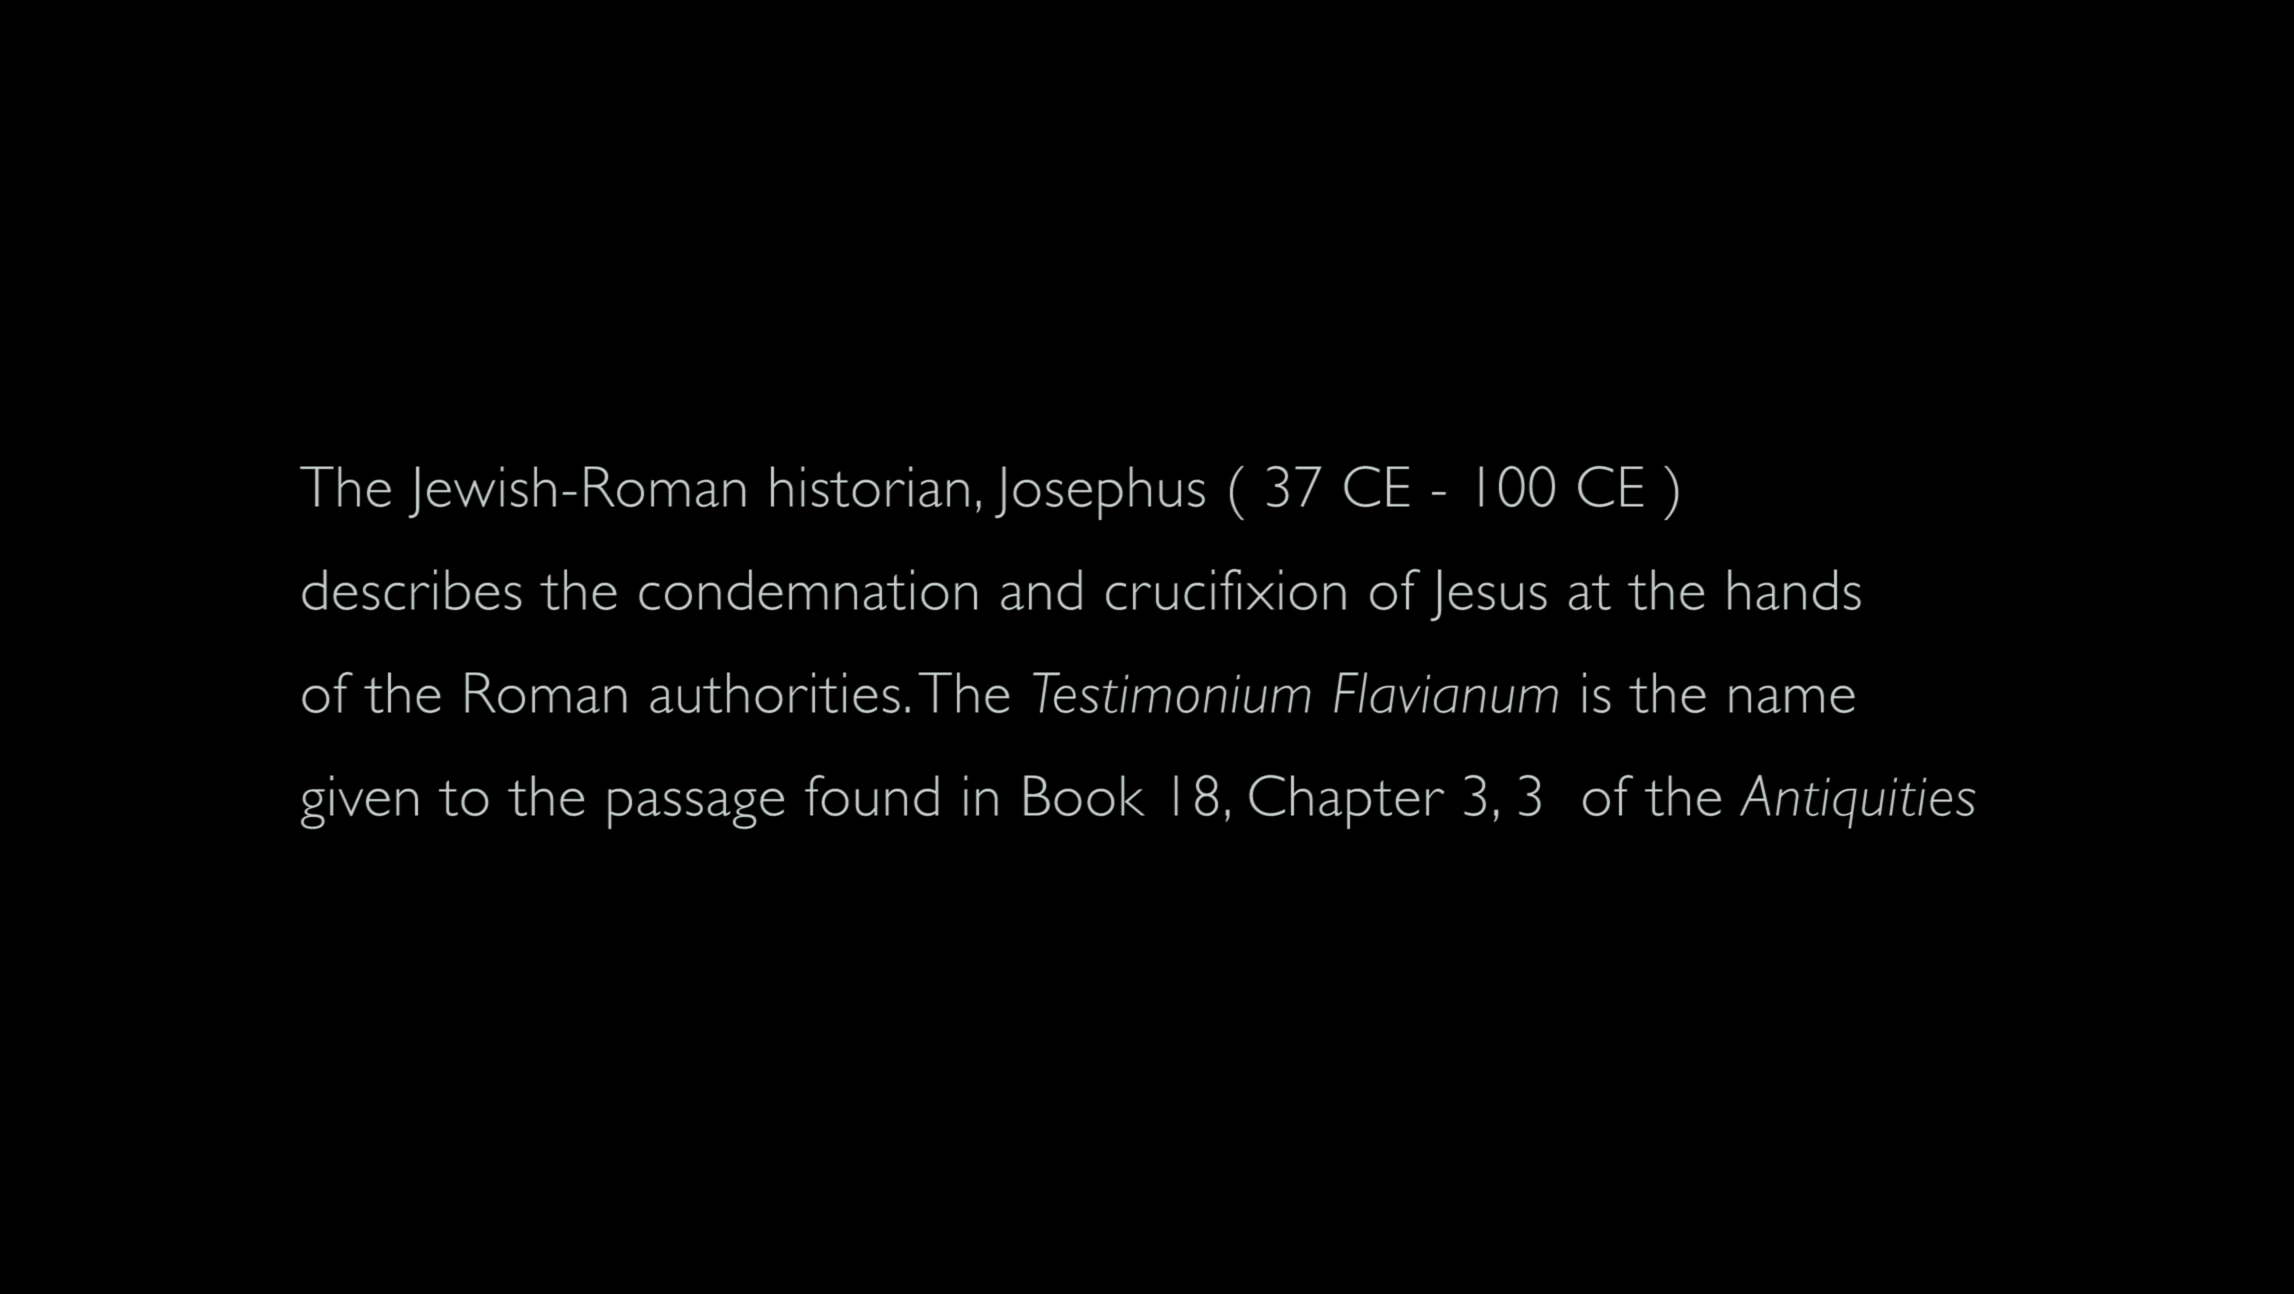 The Jewish-Roman historian, Josephus ( 37 CE - 100 CE )
describes the condemnation and crucifixion of Jesus at the hands
of the Roman authorities. The Testimonium Flavianum is the name
given to the passage found in Book 18, Chapter 3, 3 of the Antiquities